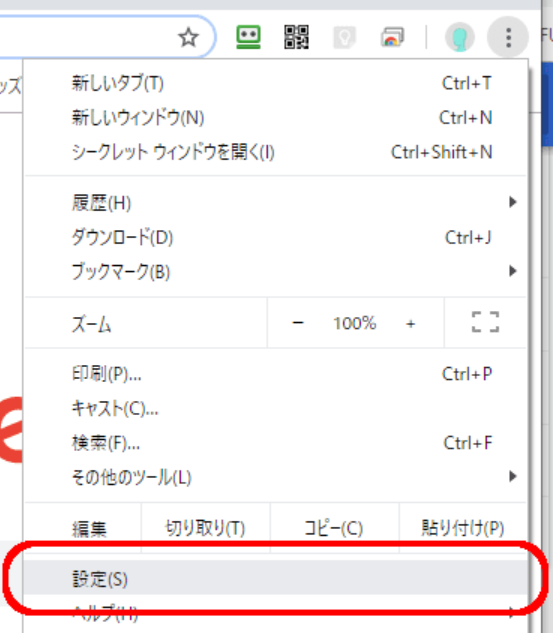 新しいタブ(T) Ctrl+T
新しいウィンドウ(N) Ctrl+N
シークレット ウィンドウを開く(I) Ctrl+Shift+N
履歴(H)
ダウンロード(D) Ctrl+J
ブックマーク(B)
ズーム − 100% +
印刷(P)... Ctrl+P
キャスト(C)...
検索(F)... Ctrl+F
その他のツール(L)
編集 切り取り(T) コピー(C) 貼り付け(P)
設定(S)
ヘルプ(H)